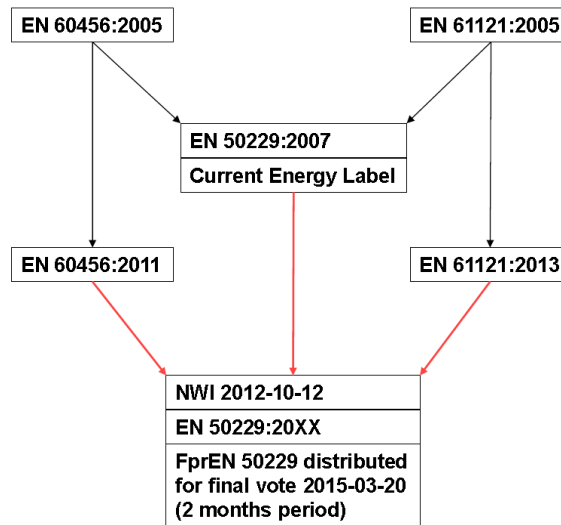 EN 60456:2005
EN 61121:2005
EN 50229:2007
Current Energy Label
EN 60456:2011
EN 61121:2013
NWI 2012-10-12
EN 50229:20XX
FprEN 50229 distributed
for final vote 2015-03-20
(2 months period)